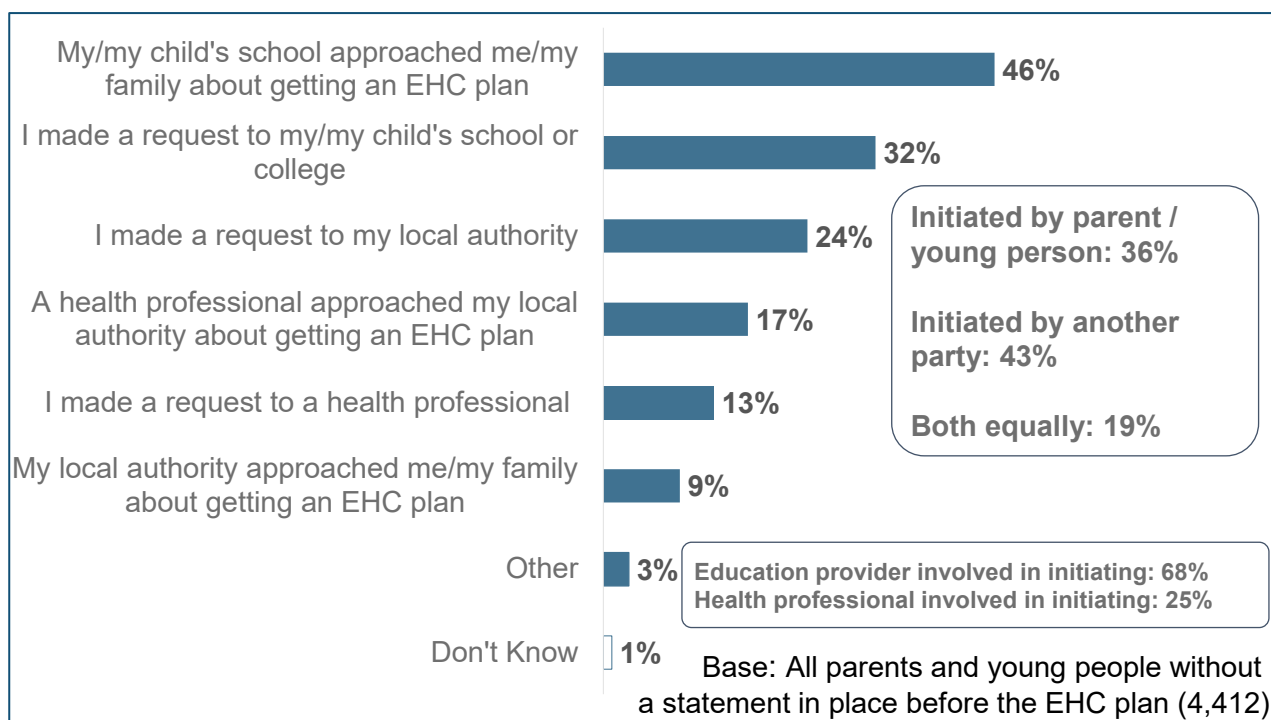 My/my child's school approached me/my
family about getting an EHC plan
46%
I made a request to my/my child's school or
college
32%
I made a request to my local authority
24%
A health professional approached my local
authority about getting an EHC plan
17%
I made a request to a health professional
13%
My local authority approached me/my family
about getting an EHC plan
9%
Other
3%
Don't Know
1%
Initiated by parent /
young person: 36%
Initiated by another
party: 43%
Both equally: 19%
Education provider involved in initiating: 68%
Health professional involved in initiating: 25%
Base: All parents and young people without
a statement in place before the EHC plan (4,412)